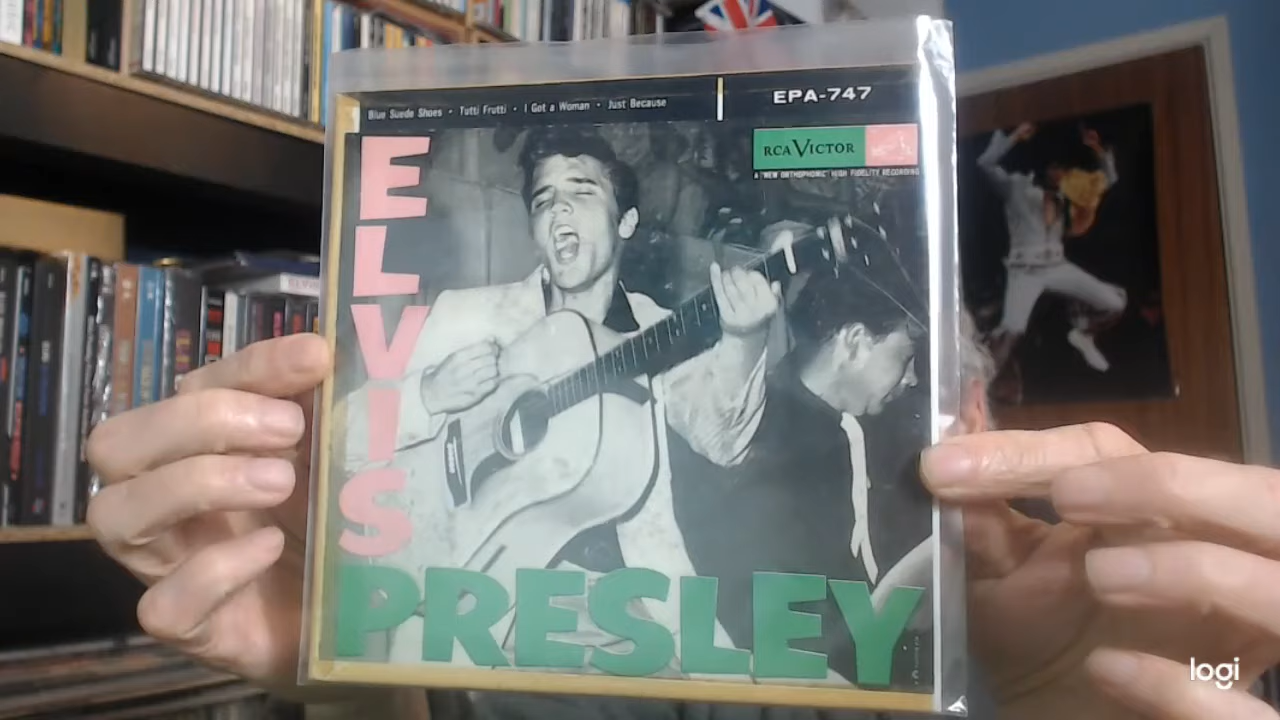 Blue Suede Shoes • Tutti Frutti • I Got a Woman • Just Because
EPA-747
RCA VICTOR
A "NEW ORTHOPHONIC" HIGH FIDELITY RECORDING
ELVIS
PRESLEY
logi